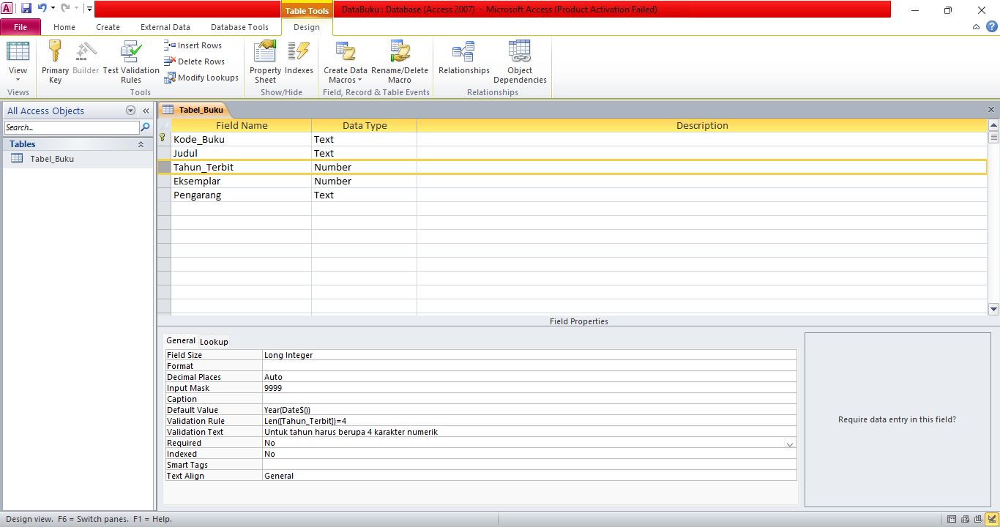 Table Tools
DataBuku : Database (Access 2007) - Microsoft Access (Product Activation Failed)
File Home Create External Data Database Tools Design
View
Primary Key
Builder
Test Validation Rules
Insert Rows
Delete Rows
Modify Lookups
Property Sheet
Indexes
Create Data Macros
Rename/Delete Macro
Relationships
Object Dependencies
Views Tools Show/Hide Field, Record & Table Events Relationships
All Access Objects
Search...
Tables
Tabel_Buku
Tabel_Buku
Field Name Data Type Description
Kode_Buku Text
Judul Text
Tahun_Terbit Number
Eksemplar Number
Pengarang Text
Field Properties
General Lookup
Field Size Long Integer
Format
Decimal Places Auto
Input Mask 9999
Caption
Default Value Year(Date$())
Validation Rule Len([Tahun_Terbit])=4
Validation Text Untuk tahun harus berupa 4 karakter numerik
Required No
Indexed No
Smart Tags
Text Align General
Require data entry in this field?
Design view. F6 = Switch panes. F1 = Help.